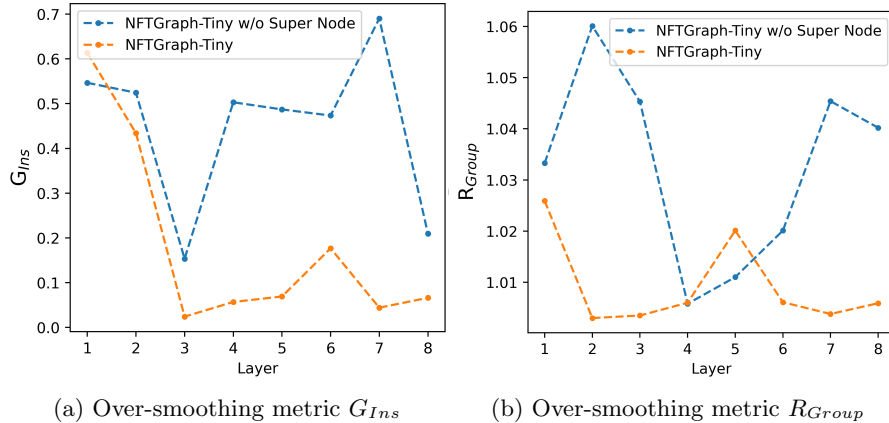 NFTGraph-Tiny w/o Super Node
NFTGraph-Tiny
0.7
0.6
0.5
0.4
0.3
0.2
0.1
0.0
G_Ins
1 2 3 4 5 6 7 8
Layer
(a) Over-smoothing metric G_Ins
NFTGraph-Tiny w/o Super Node
NFTGraph-Tiny
1.06
1.05
1.04
1.03
1.02
1.01
R_Group
1 2 3 4 5 6 7 8
Layer
(b) Over-smoothing metric R_Group